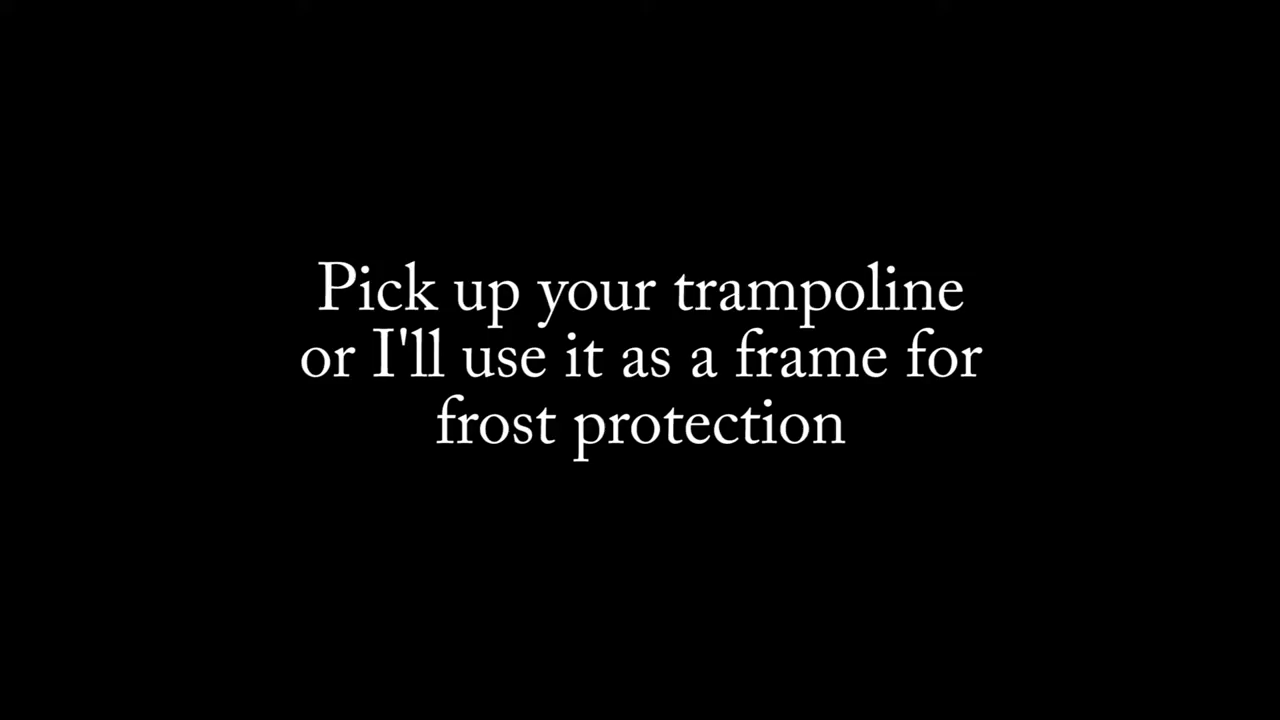 Pick up your trampoline
or I'll use it as a frame for
frost protection